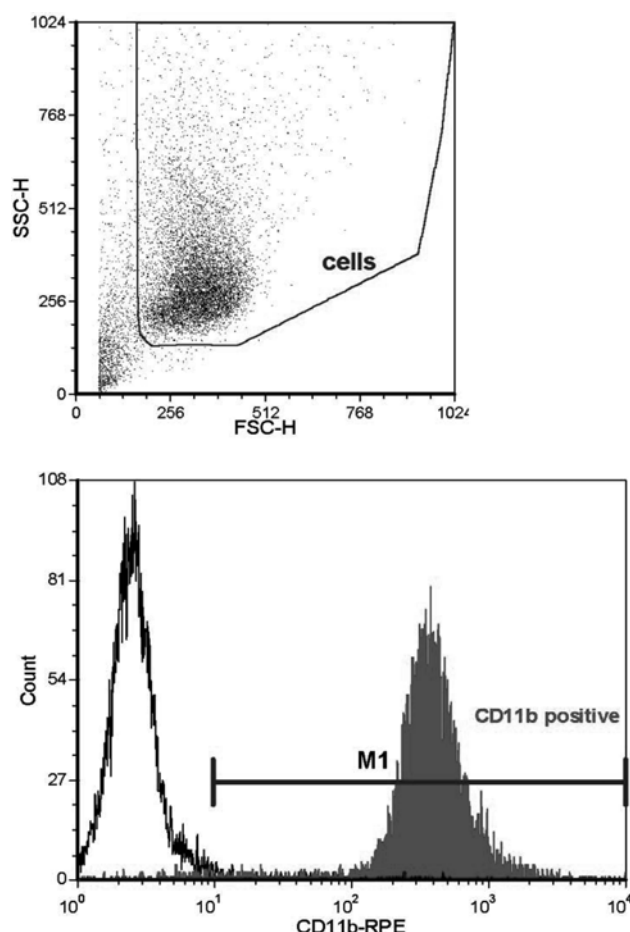 1024
768
512
256
0
SSC-H
cells
0 256 512 768 1024
FSC-H
108
81
54
27
0
Count
CD11b positive
M1
10⁰ 10¹ 10² 10³ 10⁴
CD11b-RPE